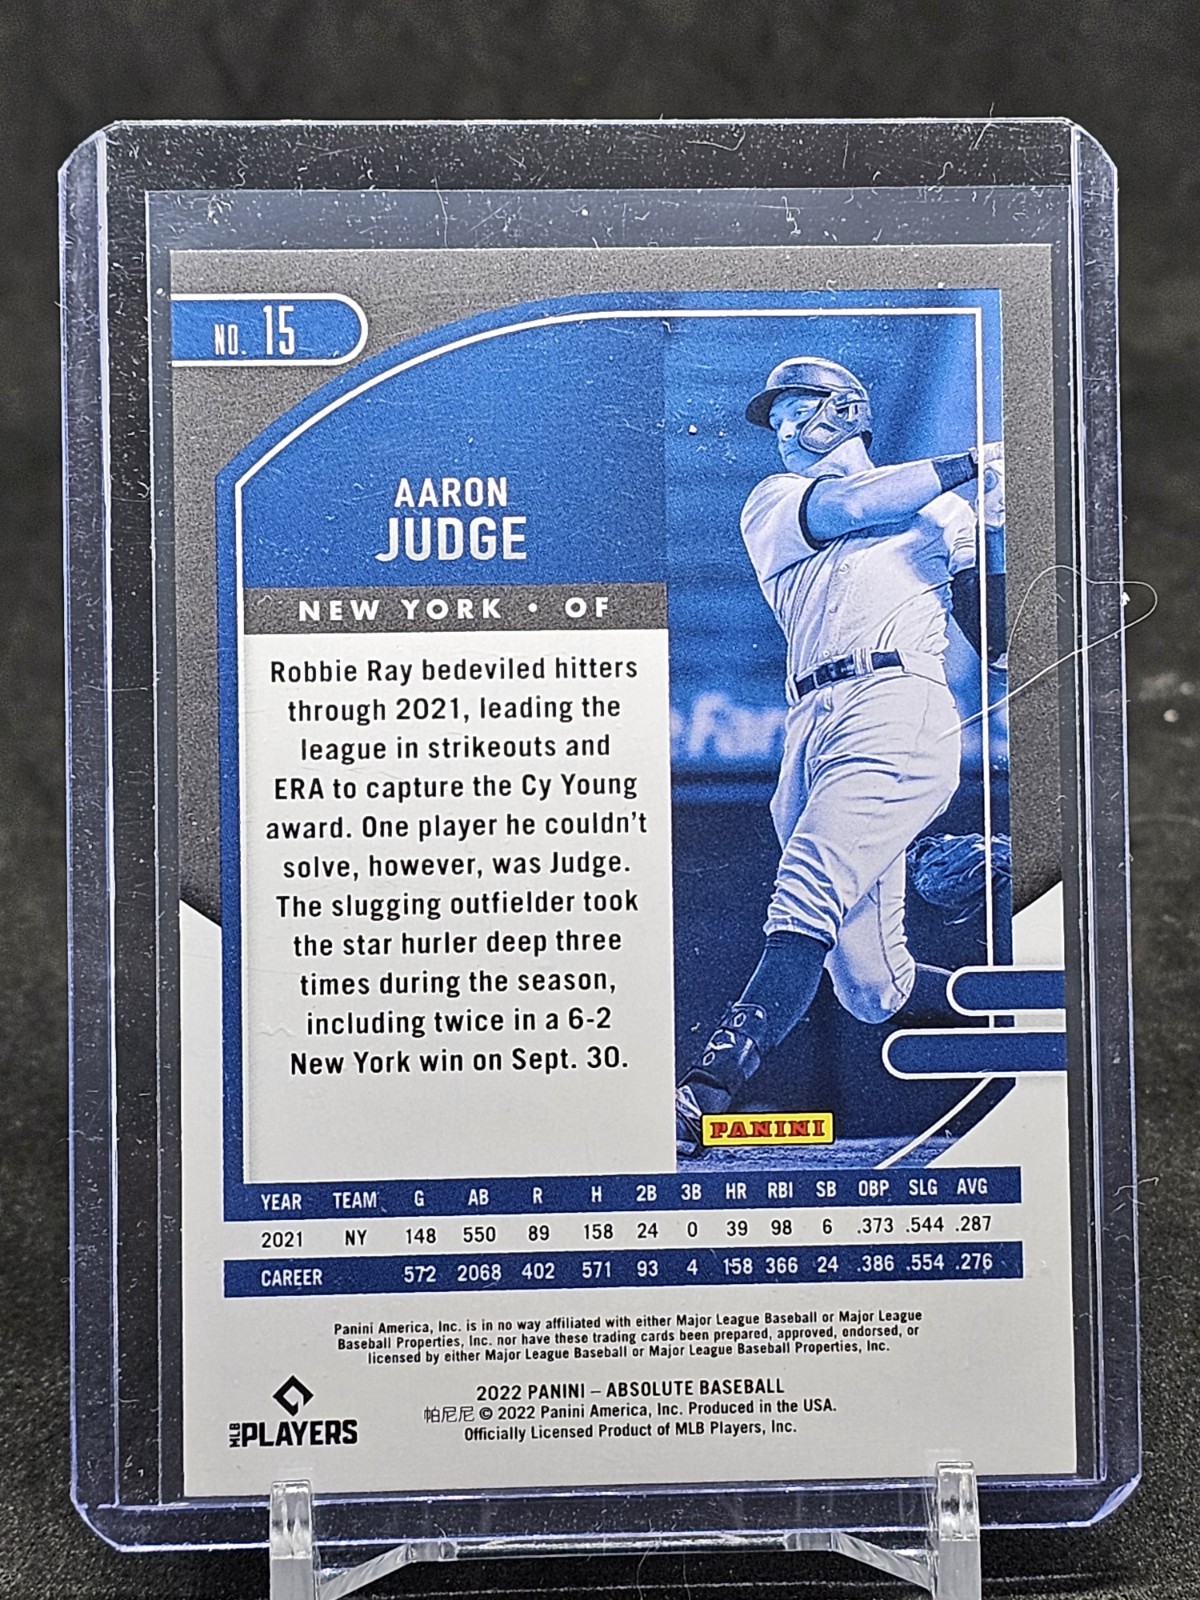 NO. 15
AARON
JUDGE
NEW YORK • OF
Robbie Ray bedeviled hitters
through 2021, leading the
league in strikeouts and
ERA to capture the Cy Young
award. One player he couldn't
solve, however, was Judge.
The slugging outfielder took
the star hurler deep three
times during the season,
including twice in a 6-2
New York win on Sept. 30.
PANINI
YEAR TEAM G AB R H 2B 3B HR RBI SB OBP SLG AVG
2021 NY 148 550 89 158 24 0 39 98 6 .373 .544 .287
CAREER 572 2068 402 571 93 4 158 366 24 .386 .554 .276
Panini America, Inc. is in no way affiliated with either Major League Baseball or Major League
Baseball Properties, Inc. nor have these trading cards been prepared, approved, endorsed, or
licensed by either Major League Baseball or Major League Baseball Properties, Inc.
2022 PANINI – ABSOLUTE BASEBALL
帕尼尼 © 2022 Panini America, Inc. Produced in the USA.
Officially Licensed Product of MLB Players, Inc.
MLB PLAYERS